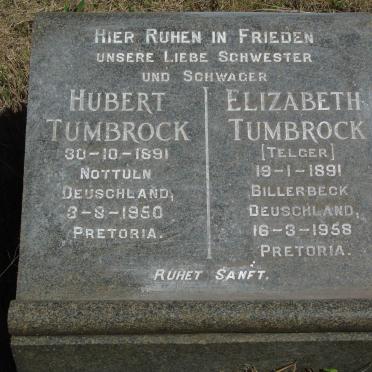 Hier Ruhen in Frieden
unsere Liebe Schwester
und Schwager
Hubert
Tumbrock
30-10-1891
Nottuln
Deuschland,
3-8-1950
Pretoria.
Elizabeth
Tumbrock
[Telger]
19-1-1891
Billerbeck
Deuschland,
16-3-1958
Pretoria.
Ruhet Sanft.